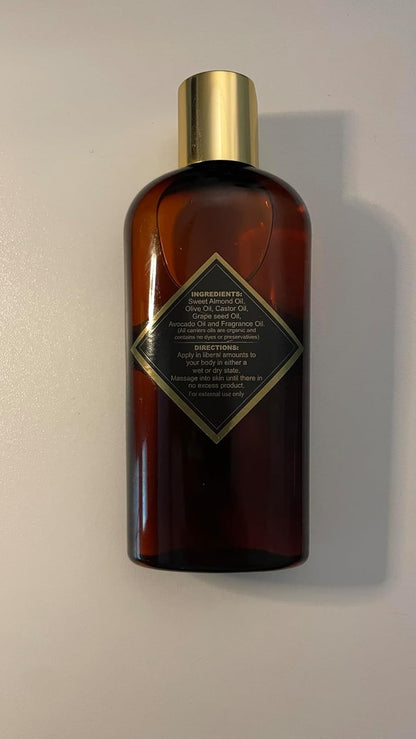 INGREDIENTS:
Sweet Almond Oil,
Olive Oil, Castor Oil,
Grape seed Oil,
Avocado Oil and Fragrance Oil.
(All carriers oils are organic and
contains no dyes or preservatives)
DIRECTIONS:
Apply in liberal amounts to
your body in either a
wet or dry state.
Massage into skin until there in
no excess product.
For external use only